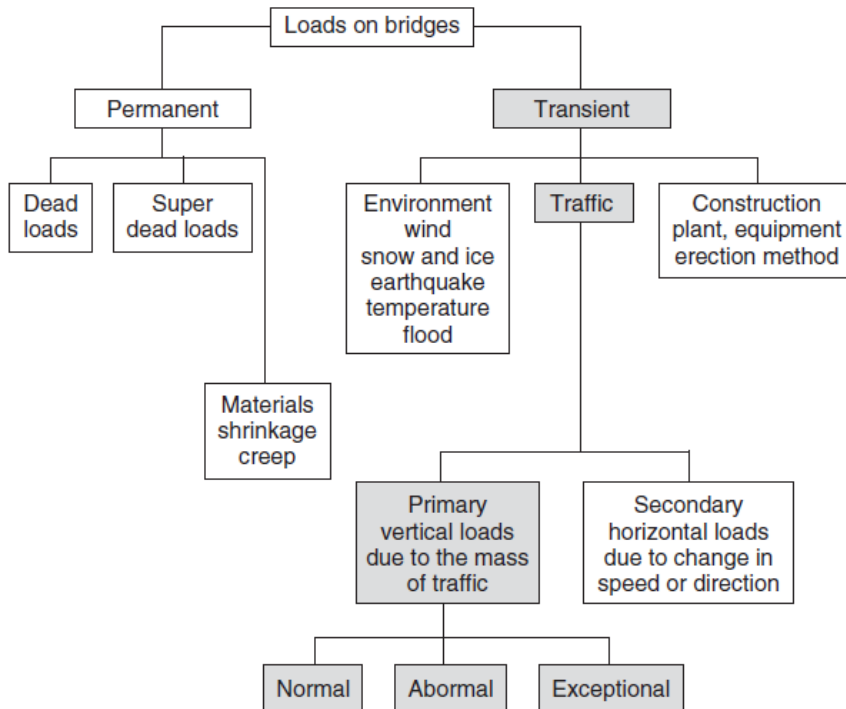 Loads on bridges
Permanent
Transient
Dead
loads
Super
dead loads
Environment
wind
snow and ice
earthquake
temperature
flood
Traffic
Construction
plant, equipment
erection method
Materials
shrinkage
creep
Primary
vertical loads
due to the mass
of traffic
Secondary
horizontal loads
due to change in
speed or direction
Normal
Abormal
Exceptional